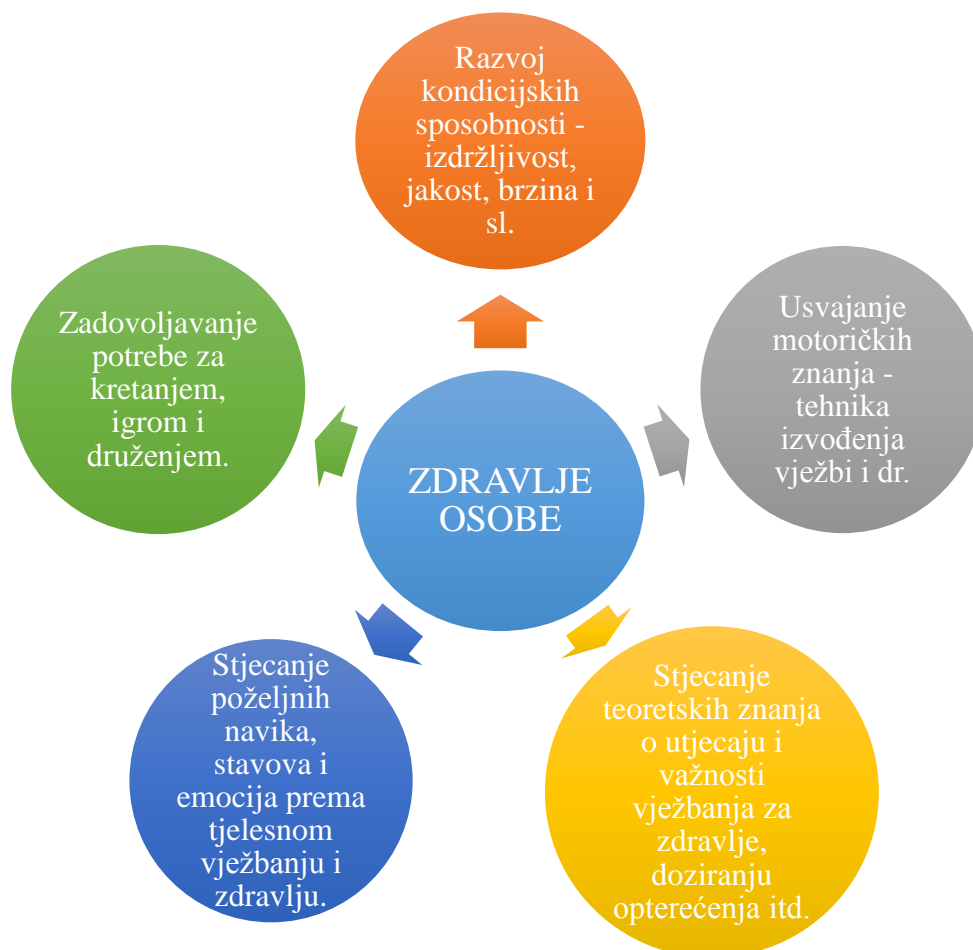 Razvoj
kondicijskih
sposobnosti -
izdržljivost,
jakost, brzina i
sl.
Usvajanje
motoričkih
znanja -
tehnika
izvođenja
vježbi i dr.
Stjecanje
teoretskih znanja
o utjecaju i
važnosti
vježbanja za
zdravlje,
doziranju
opterećenja itd.
Stjecanje
poželjnih
navika,
stavova i
emocija prema
tjelesnom
vježbanju i
zdravlju.
Zadovoljavanje
potrebe za
kretanjem,
igrom i
druženjem.
ZDRAVLJE
OSOBE